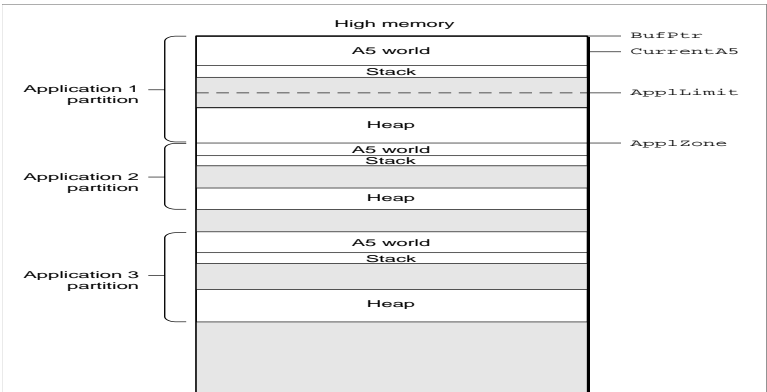 High memory
BufPtr
A5 world
CurrentA5
Stack
Application 1
partition
ApplLimit
Heap
ApplZone
A5 world
Stack
Application 2
partition
Heap
A5 world
Stack
Application 3
partition
Heap